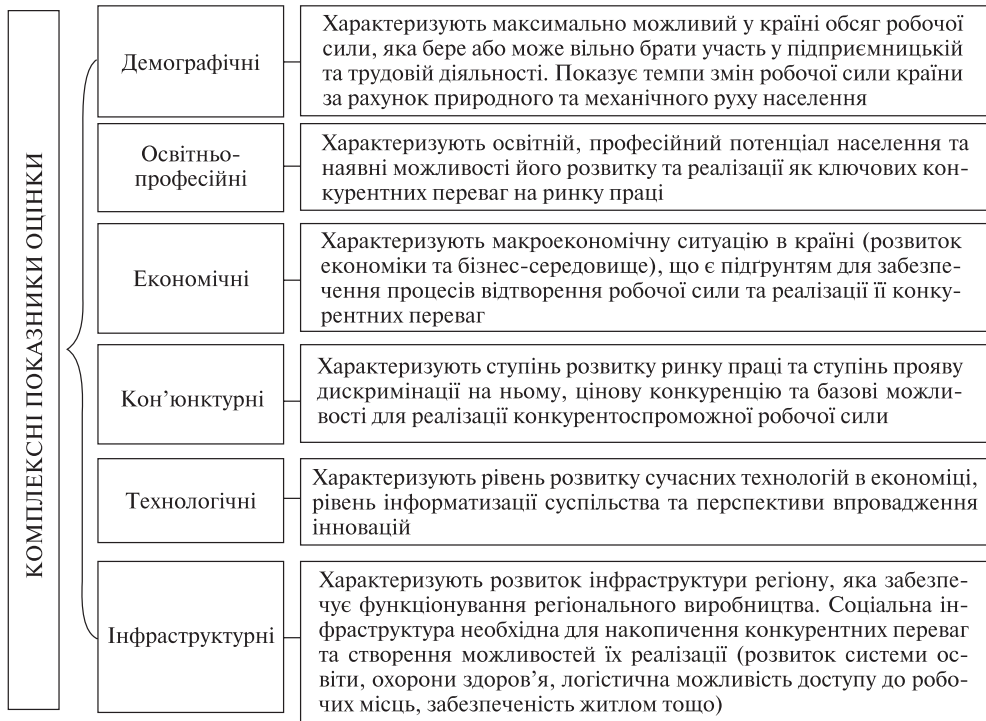 КОМПЛЕКСНІ ПОКАЗНИКИ ОЦІНКИ
Демографічні
Характеризують максимально можливий у країні обсяг робочої
сили, яка бере або може вільно брати участь у підприємницькій
та трудовій діяльності. Показує темпи змін робочої сили країни
за рахунок природного та механічного руху населення
Освітньо-
професійні
Характеризують освітній, професійний потенціал населення та
наявні можливості його розвитку та реалізації як ключових кон-
курентних переваг на ринку праці
Економічні
Характеризують макроекономічну ситуацію в країні (розвиток
економіки та бізнес-середовище), що є підґрунтям для забезпе-
чення процесів відтворення робочої сили та реалізації її конку-
рентних переваг
Кон’юнктурні
Характеризують ступінь розвитку ринку праці та ступінь прояву
дискримінації на ньому, цінову конкуренцію та базові можли-
вості для реалізації конкурентоспроможної робочої сили
Технологічні
Характеризують рівень розвитку сучасних технологій в економіці,
рівень інформатизації суспільства та перспективи впровадження
інновацій
Інфраструктурні
Характеризують розвиток інфраструктури регіону, яка забезпе-
чує функціонування регіонального виробництва. Соціальна ін-
фраструктура необхідна для накопичення конкурентних переваг
та створення можливостей їх реалізації (розвиток системи ос-
віти, охорони здоров’я, логістична можливість доступу до робо-
чих місць, забезпеченість житлом тощо)